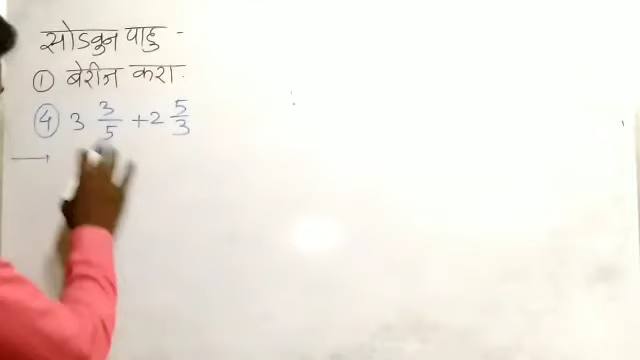 सोडवून पाहु -
① बेरीज करा.
④ 3 3/5 + 2 5/3
→